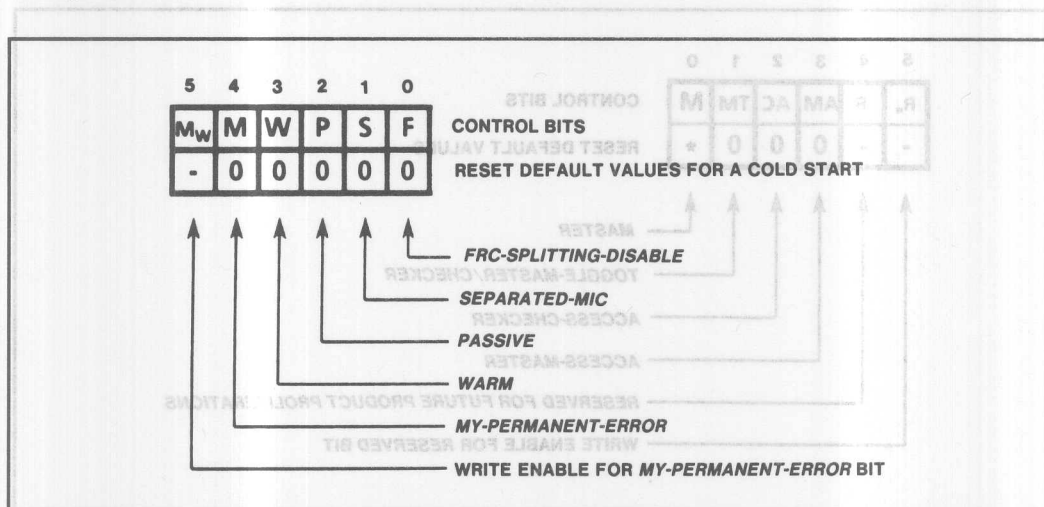 5 4 3 2 1 0
Mw M W P S F CONTROL BITS
- 0 0 0 0 0 RESET DEFAULT VALUES FOR A COLD START
FRC-SPLITTING-DISABLE
SEPARATED-MIC
PASSIVE
WARM
MY-PERMANENT-ERROR
WRITE ENABLE FOR MY-PERMANENT-ERROR BIT